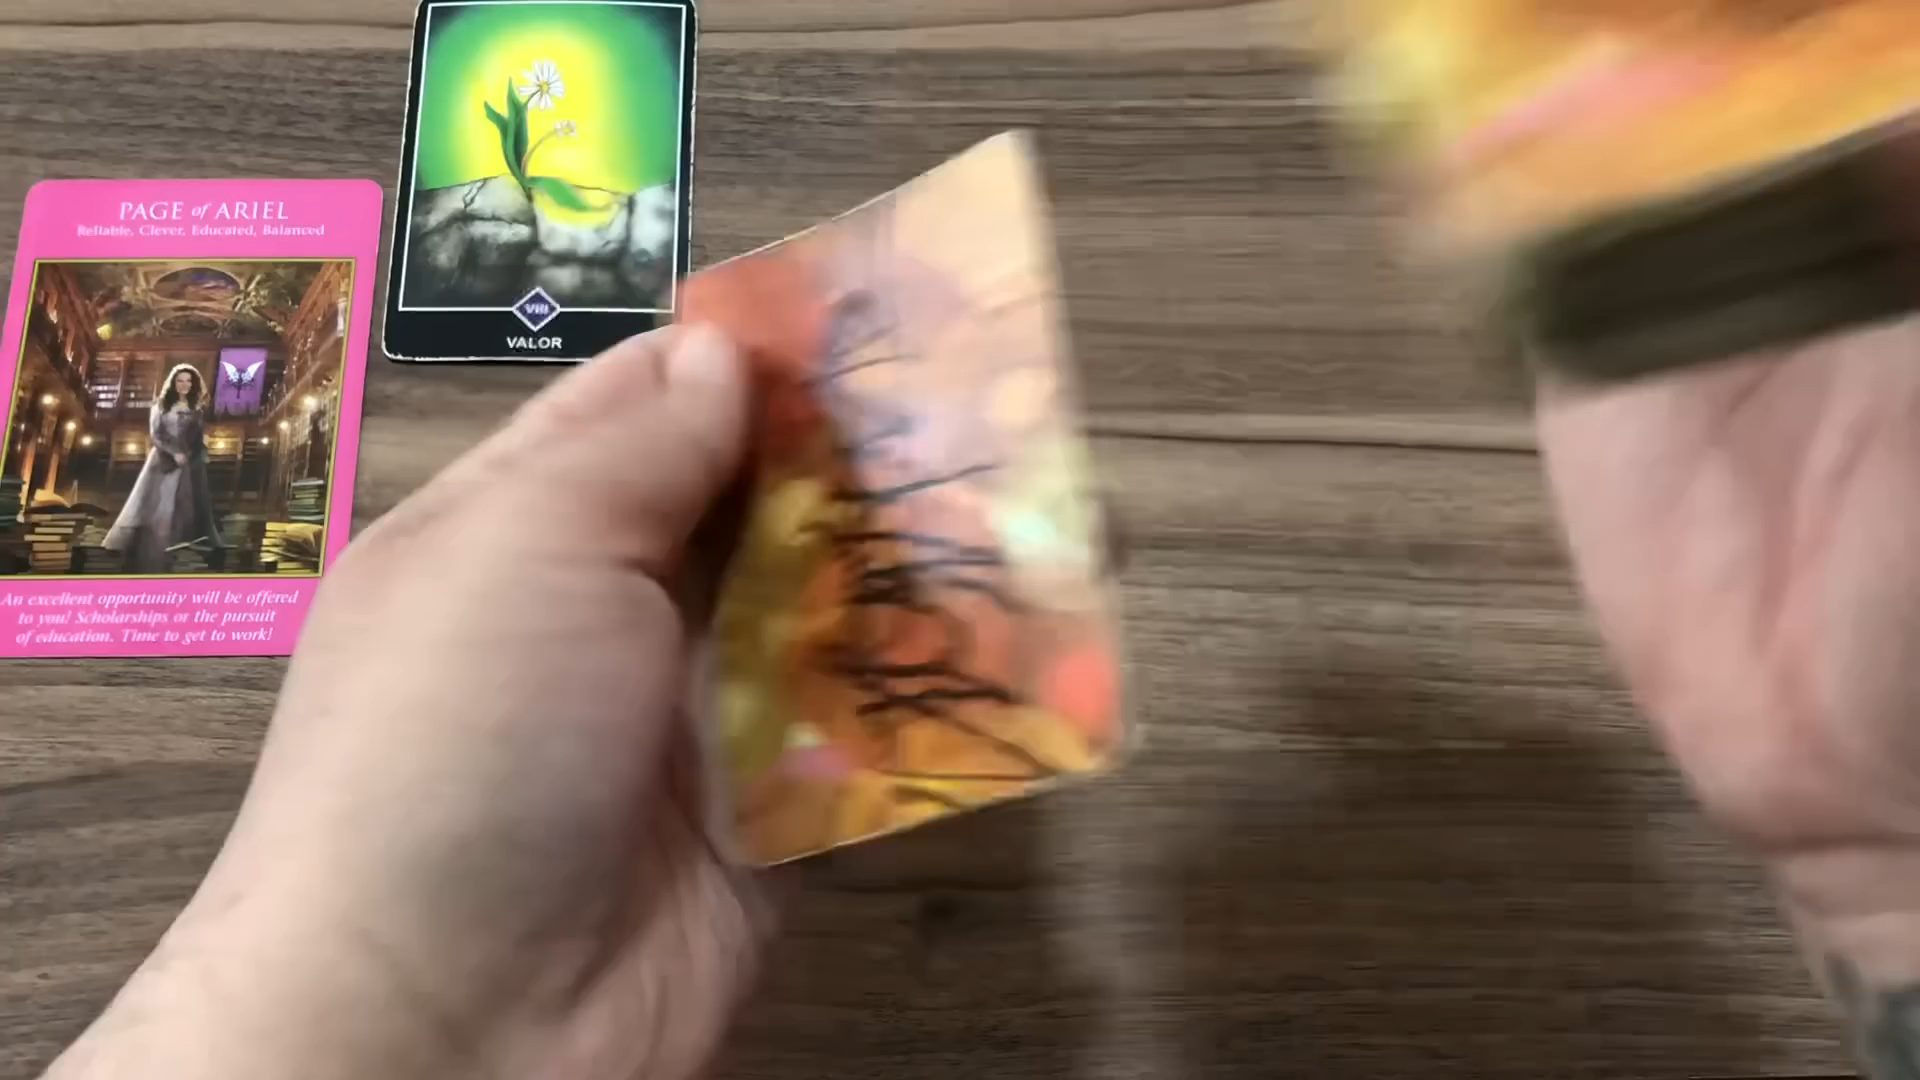 PAGE of ARIEL
Reliable, Clever, Educated, Balanced
An excellent opportunity will be offered
to you! Scholarships or the pursuit
of education. Time to get to work!
VIII
VALOR